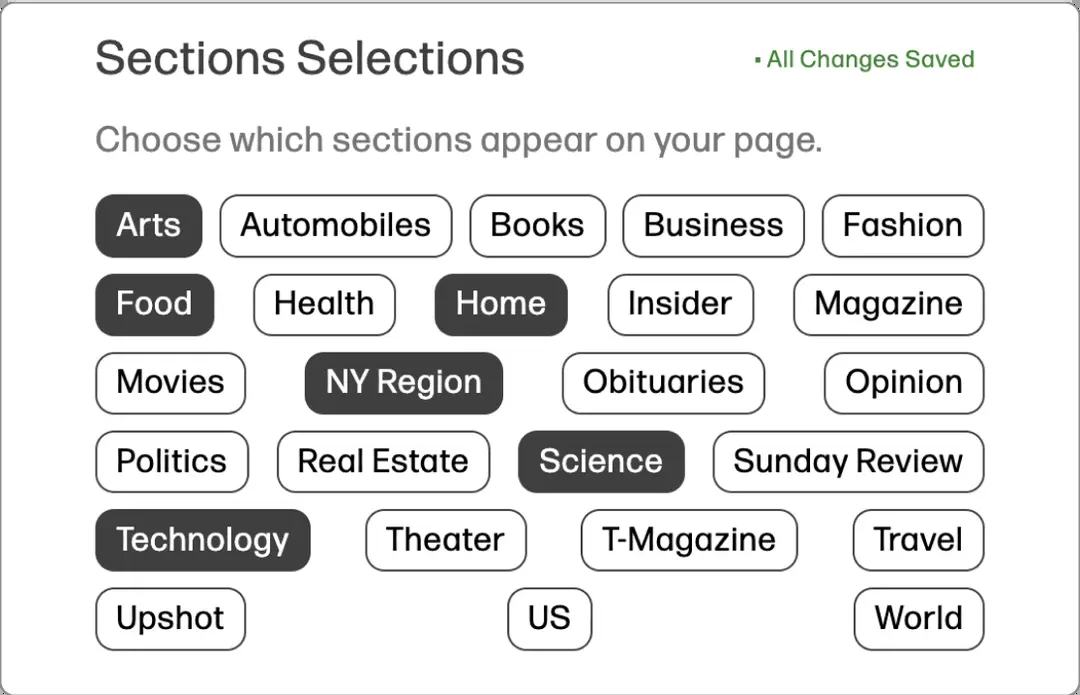 Sections Selections
▪ All Changes Saved
Choose which sections appear on your page.
Arts Automobiles Books Business Fashion
Food Health Home Insider Magazine
Movies NY Region Obituaries Opinion
Politics Real Estate Science Sunday Review
Technology Theater T-Magazine Travel
Upshot US World